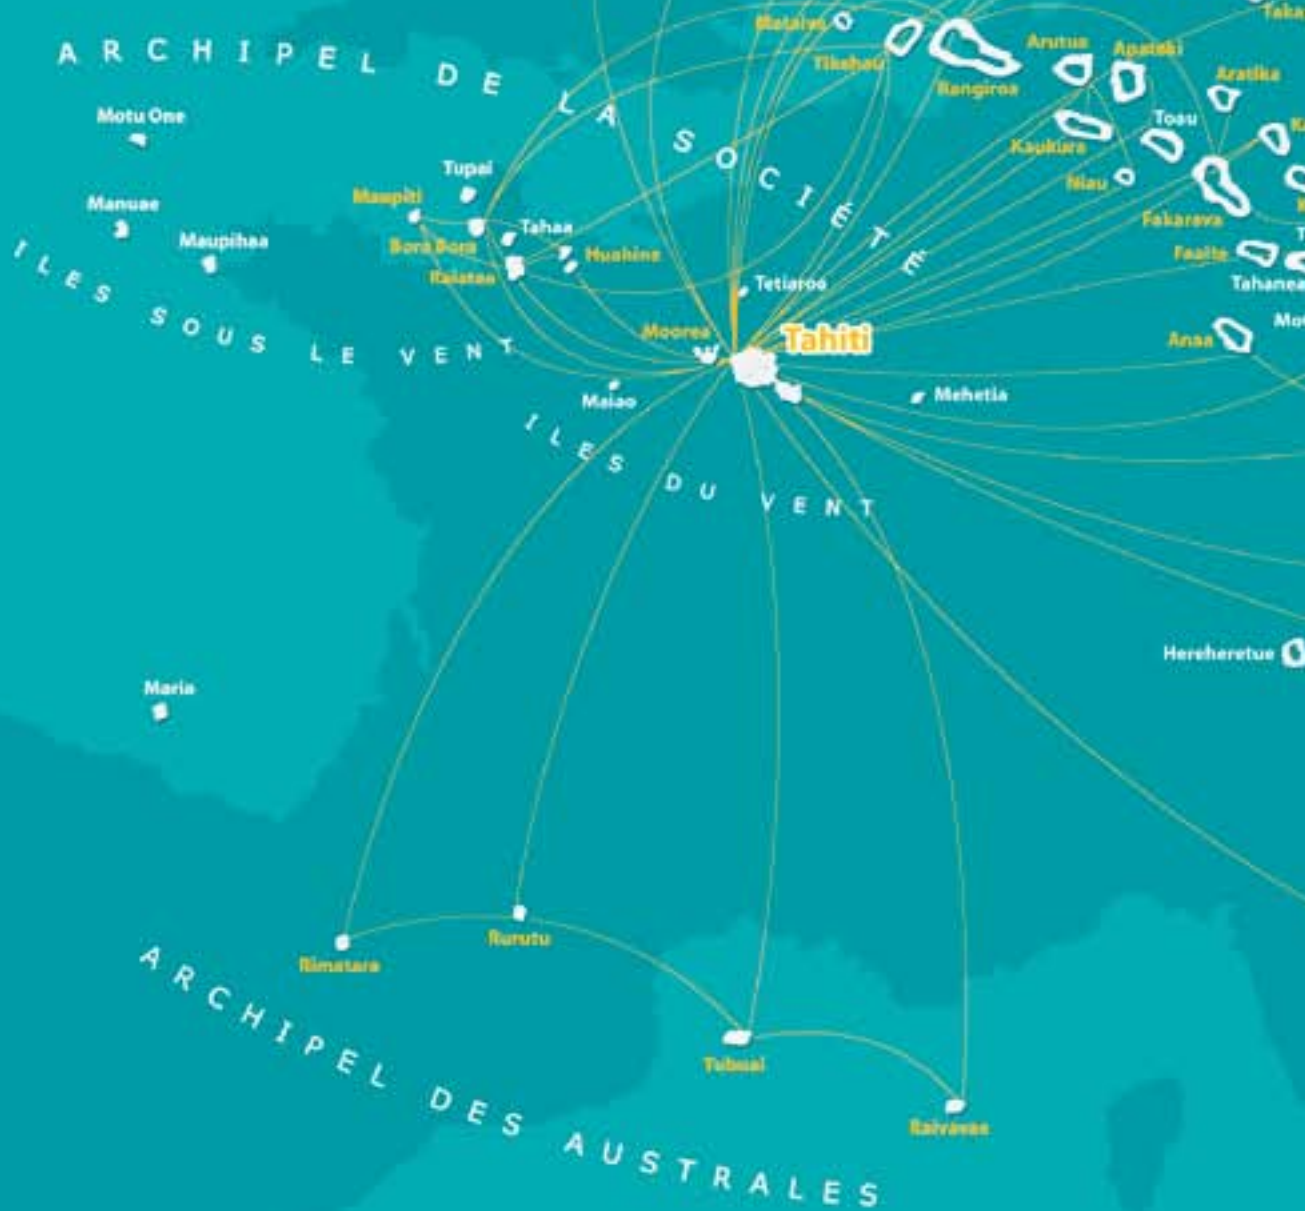 ARCHIPEL DE LA SOCIÉTÉ
Mataiva
Tikehau
Rangiroa
Arutua
Apataki
Aratika
Kaukura
Toau
Niau
Fakarava
Faaite
Tahanea
Anaa
Motu One
Manuae
Maupihaa
Tupai
Maupiti
Bora Bora
Tahaa
Raiatea
Huahine
ILES SOUS LE VENT
Tetiaroa
Moorea
Tahiti
Maiao
Mehetia
ILES DU VENT
Hereheretue
Maria
Rimatara
Rurutu
Tubuai
Raivavae
ARCHIPEL DES AUSTRALES